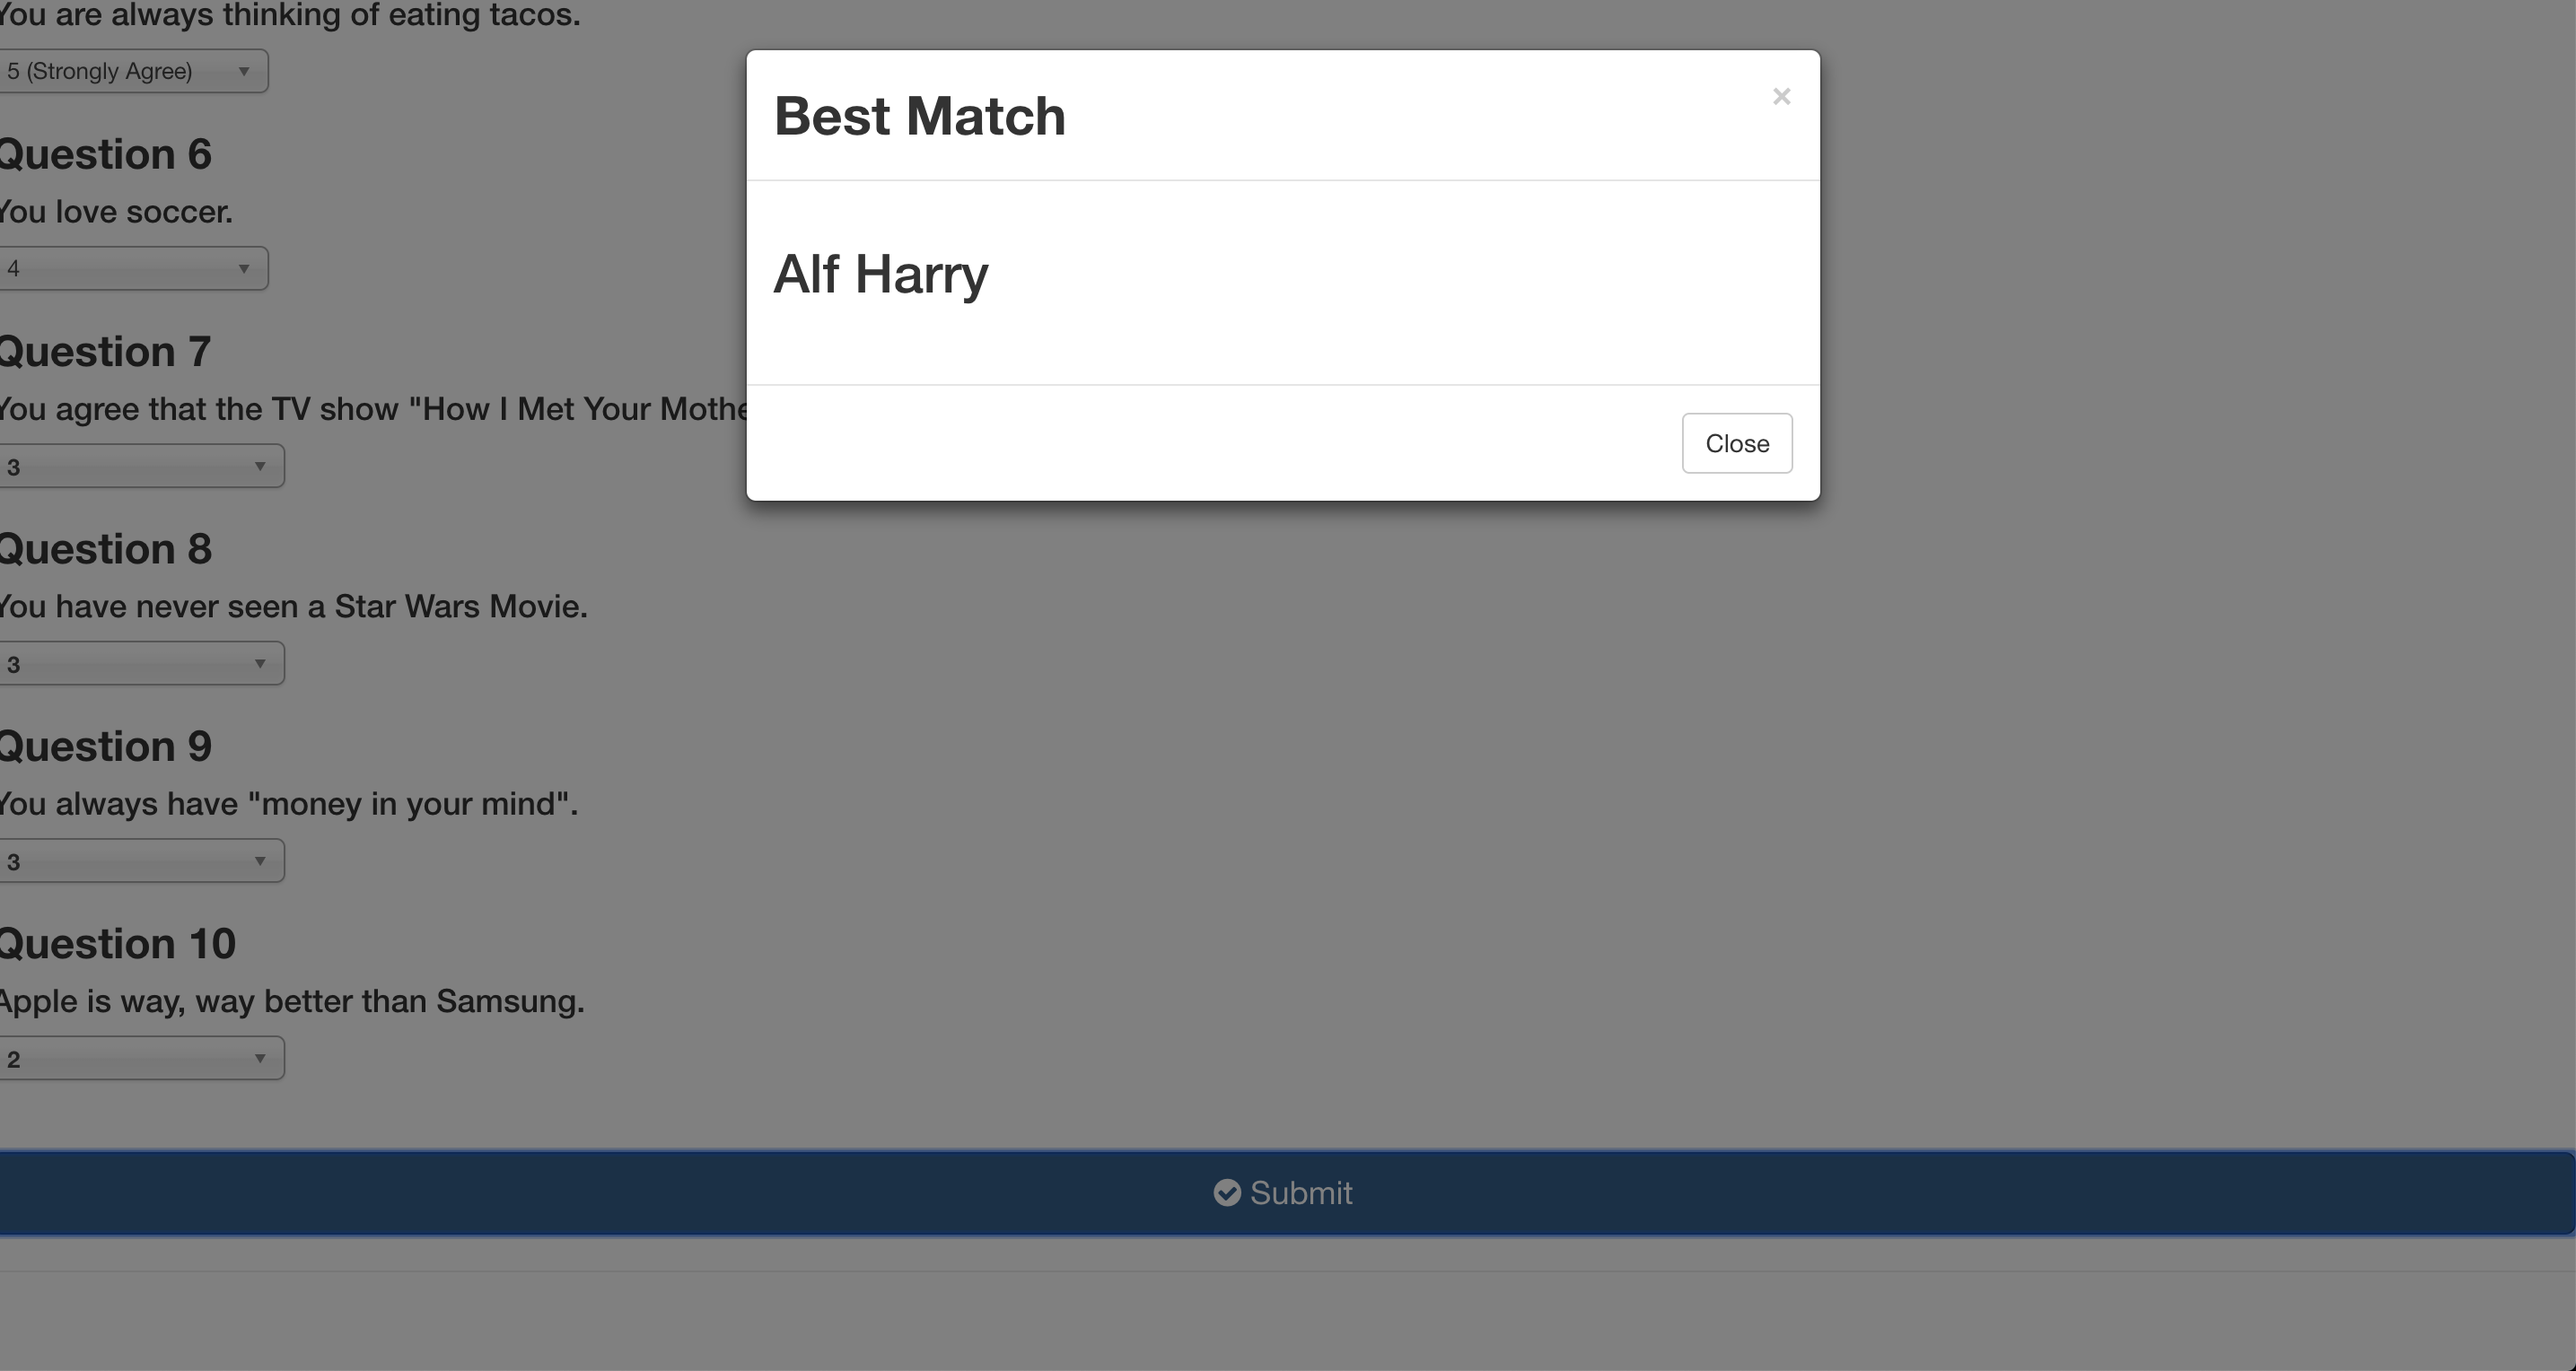 You are always thinking of eating tacos.
5 (Strongly Agree)
Question 6
You love soccer.
4
Question 7
You agree that the TV show "How I Met Your Mothe
3
Question 8
You have never seen a Star Wars Movie.
3
Question 9
You always have "money in your mind".
3
Question 10
Apple is way, way better than Samsung.
2
Submit
Best Match
×
Alf Harry
Close